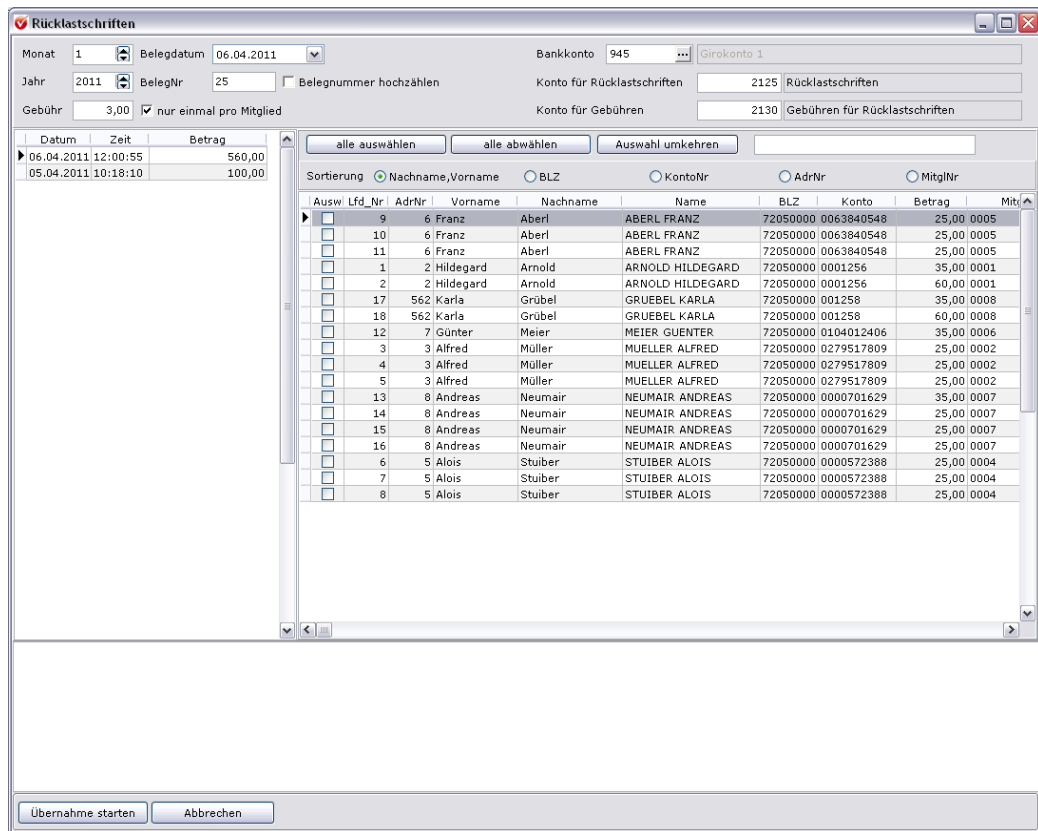 Rücklastschriften
Monat 1 Belegdatum 06.04.2011 Bankkonto 945 ... Girokonto 1
Jahr 2011 BelegNr 25 Belegnummer hochzählen Konto für Rücklastschriften 2125 Rücklastschriften
Gebühr 3,00 nur einmal pro Mitglied Konto für Gebühren 2130 Gebühren für Rücklastschriften
Datum Zeit Betrag
06.04.2011 12:00:55 560,00
05.04.2011 10:18:10 100,00
alle auswählen alle abwählen Auswahl umkehren
Sortierung Nachname,Vorname BLZ KontoNr AdrNr MitglNr
Ausw Lfd_Nr AdrNr Vorname Nachname Name BLZ Konto Betrag Mitg
9 6 Franz Aberl ABERL FRANZ 72050000 0063840548 25,00 0005
10 6 Franz Aberl ABERL FRANZ 72050000 0063840548 25,00 0005
11 6 Franz Aberl ABERL FRANZ 72050000 0063840548 25,00 0005
1 2 Hildegard Arnold ARNOLD HILDEGARD 72050000 0001256 35,00 0001
2 2 Hildegard Arnold ARNOLD HILDEGARD 72050000 0001256 60,00 0001
17 562 Karla Grübel GRUEBEL KARLA 72050000 001258 35,00 0008
18 562 Karla Grübel GRUEBEL KARLA 72050000 001258 60,00 0008
12 7 Günter Meier MEIER GUENTER 72050000 0104012406 35,00 0006
3 3 Alfred Müller MUELLER ALFRED 72050000 0279517809 25,00 0002
4 3 Alfred Müller MUELLER ALFRED 72050000 0279517809 25,00 0002
5 3 Alfred Müller MUELLER ALFRED 72050000 0279517809 25,00 0002
13 8 Andreas Neumair NEUMAIR ANDREAS 72050000 0000701629 35,00 0007
14 8 Andreas Neumair NEUMAIR ANDREAS 72050000 0000701629 25,00 0007
15 8 Andreas Neumair NEUMAIR ANDREAS 72050000 0000701629 25,00 0007
16 8 Andreas Neumair NEUMAIR ANDREAS 72050000 0000701629 25,00 0007
6 5 Alois Stuiber STUIBER ALOIS 72050000 0000572388 25,00 0004
7 5 Alois Stuiber STUIBER ALOIS 72050000 0000572388 25,00 0004
8 5 Alois Stuiber STUIBER ALOIS 72050000 0000572388 25,00 0004
Übernahme starten Abbrechen